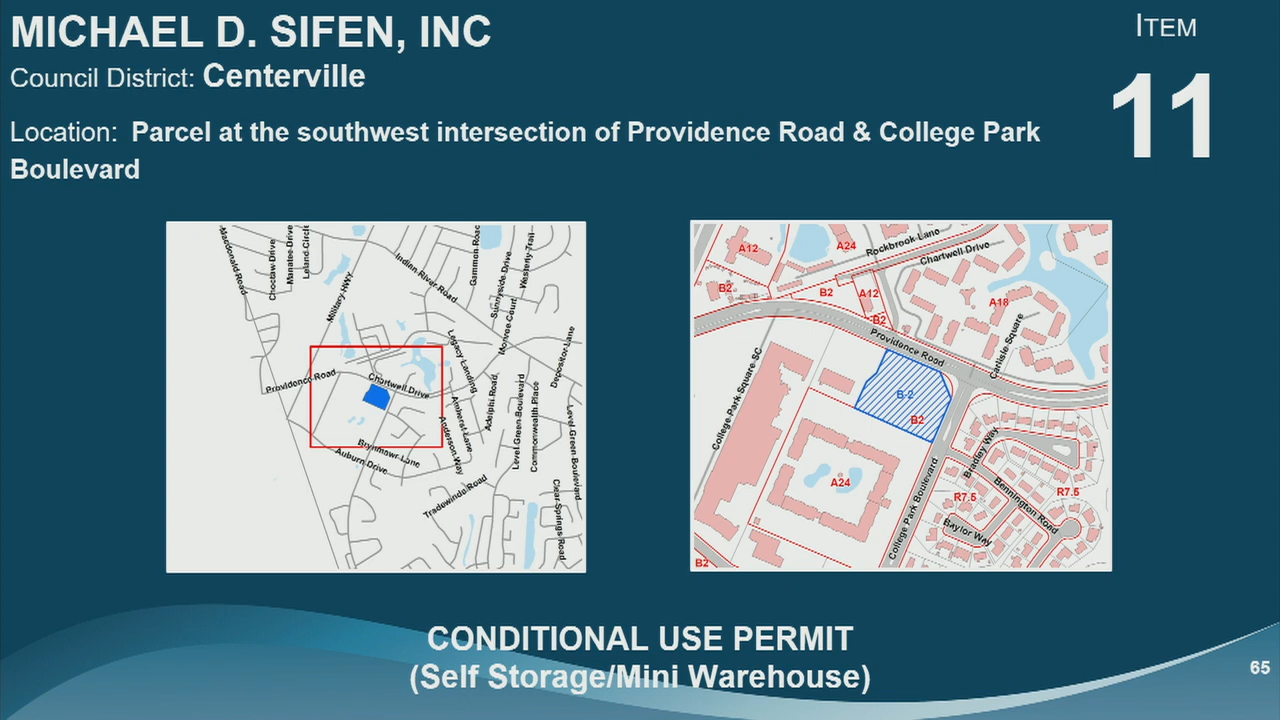 MICHAEL D. SIFEN, INC
Council District: Centerville
Location: Parcel at the southwest intersection of Providence Road & College Park
Boulevard
ITEM
11
Macdonald Road
Choctaw Drive
Manatee Drive
Leland Circle
Military HWY
Indian River Road
Gammon Road
Sunnyside Drive
Westerly Trail
Monroe Court
Legacy Landing
Depositor Lane
Providence Road
Chartwell Drive
Adelphi Road
Level Green Boulevard
Commonwealth Place
Amherst Lane
Anderson Way
Level Green Boulevard
Brynmawr Lane
Auburn Drive
Tradewinds Road
Clear Springs Road
A12
A24
Rockbrook Lane
Chartwell Drive
B2
B2
A12
A18
B2
Providence Road
Carlisle Square
College Park Square SC
B-2
B2
A24
Bradley Way
R7.5
R7.5
Bennington Road
Baylor Way
College Park Boulevard
B2
CONDITIONAL USE PERMIT
(Self Storage/Mini Warehouse)
65